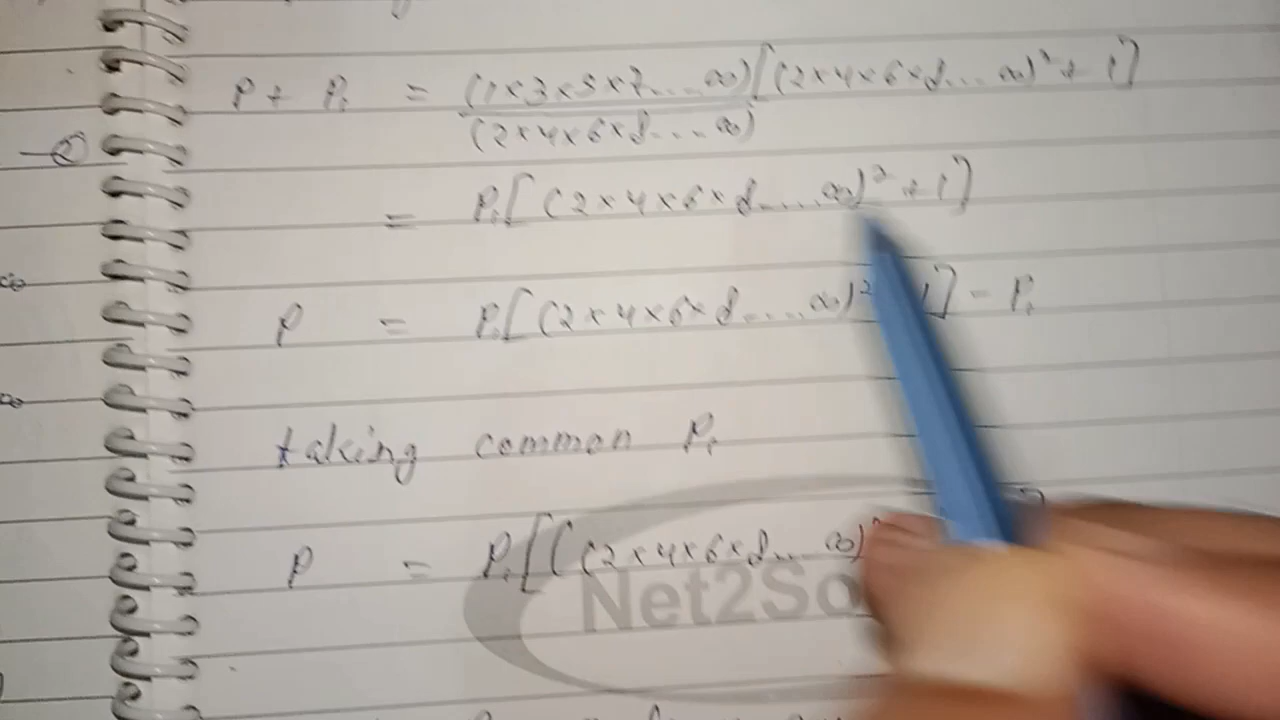 P + P₁ = (1×3×5×7....∞)[(2×4×6×8...∞)²+1]
(2×4×6×8...∞)
-②
= P₁[(2×4×6×8.....∞)²+1]
P = P₁[(2×4×6×8.....∞)² 1] - P₁
taking common P₁
P = P₁[((2×4×6×8...∞)
Net2So